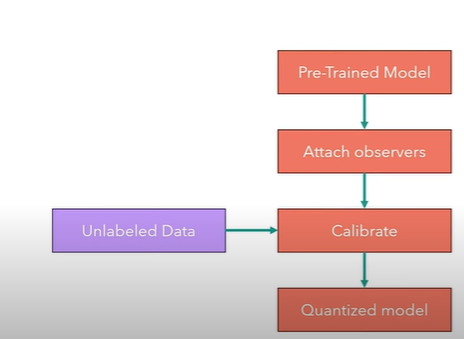 Pre-Trained Model
Attach observers
Unlabeled Data
Calibrate
Quantized model